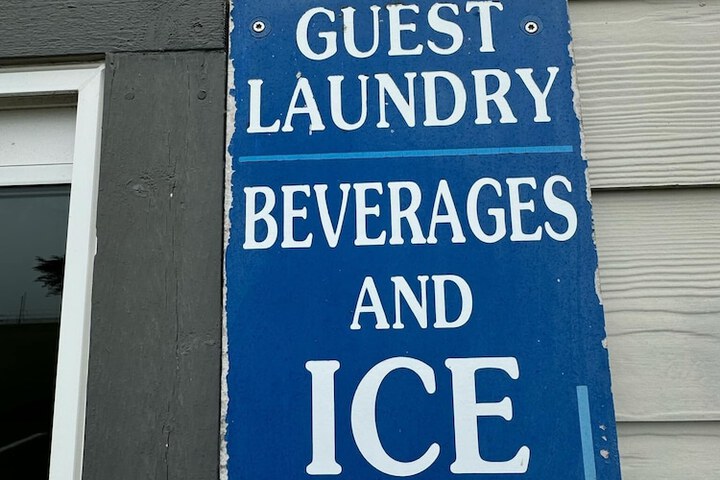 GUEST
LAUNDRY
BEVERAGES
AND
ICE